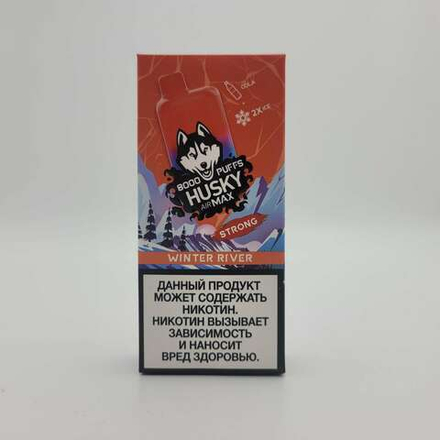 COLA
2X ICE
8000 PUFFS
HUSKY
AIR MAX
STRONG
WINTER RIVER
ДАННЫЙ ПРОДУКТ
МОЖЕТ СОДЕРЖАТЬ
НИКОТИН.
НИКОТИН ВЫЗЫВАЕТ
ЗАВИСИМОСТЬ
И НАНОСИТ
ВРЕД ЗДОРОВЬЮ.